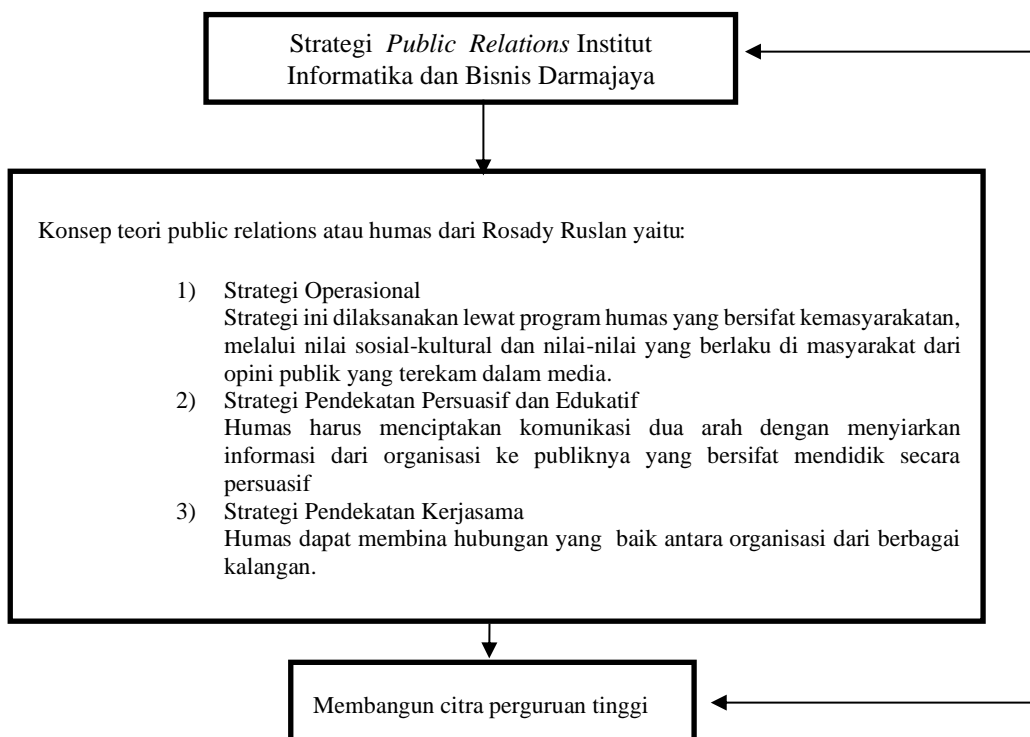 Strategi Public Relations Institut
Informatika dan Bisnis Darmajaya
Konsep teori public relations atau humas dari Rosady Ruslan yaitu:
1) Strategi Operasional
Strategi ini dilaksanakan lewat program humas yang bersifat kemasyarakatan,
melalui nilai sosial-kultural dan nilai-nilai yang berlaku di masyarakat dari
opini publik yang terekam dalam media.
2) Strategi Pendekatan Persuasif dan Edukatif
Humas harus menciptakan komunikasi dua arah dengan menyiarkan
informasi dari organisasi ke publiknya yang bersifat mendidik secara
persuasif
3) Strategi Pendekatan Kerjasama
Humas dapat membina hubungan yang baik antara organisasi dari berbagai
kalangan.
Membangun citra perguruan tinggi